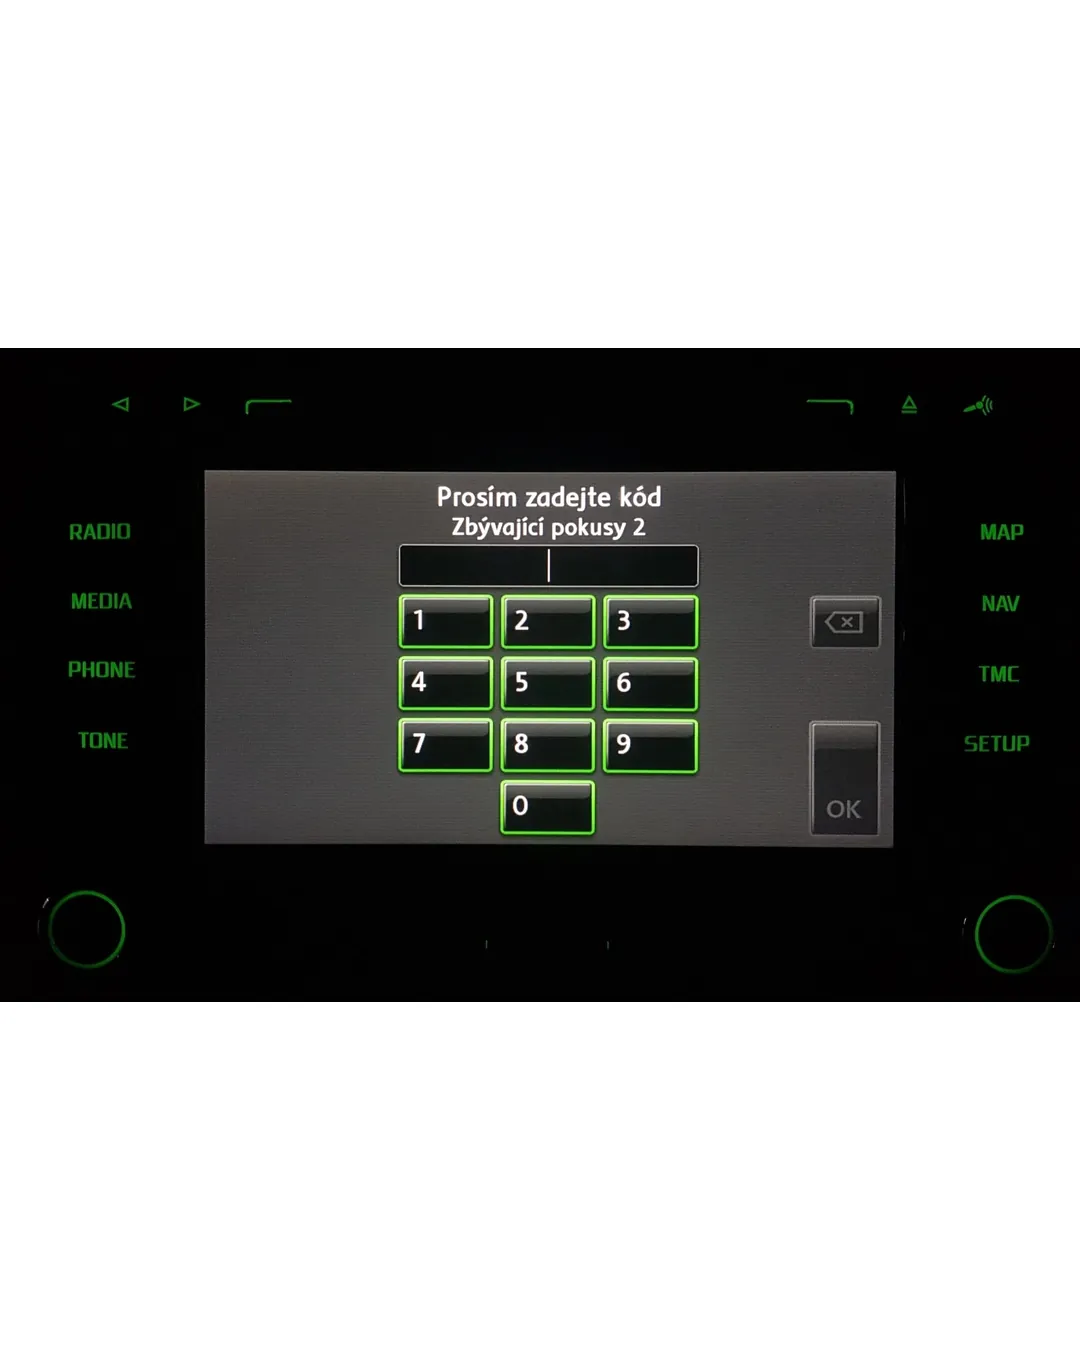 Prosím zadejte kód
Zbývající pokusy 2
RADIO
MAP
1 2 3
MEDIA
NAV
4 5 6
PHONE
TMC
7 8 9
TONE
SETUP
0
OK